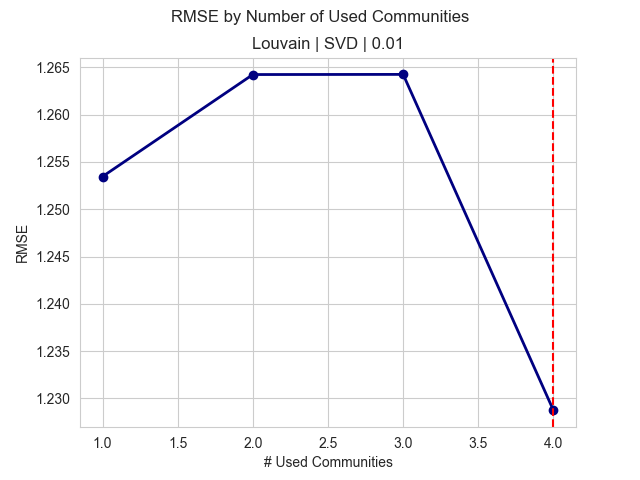 RMSE by Number of Used Communities
Louvain | SVD | 0.01
1.265
1.260
1.255
1.250
1.245
1.240
1.235
1.230
RMSE
1.0 1.5 2.0 2.5 3.0 3.5 4.0
# Used Communities